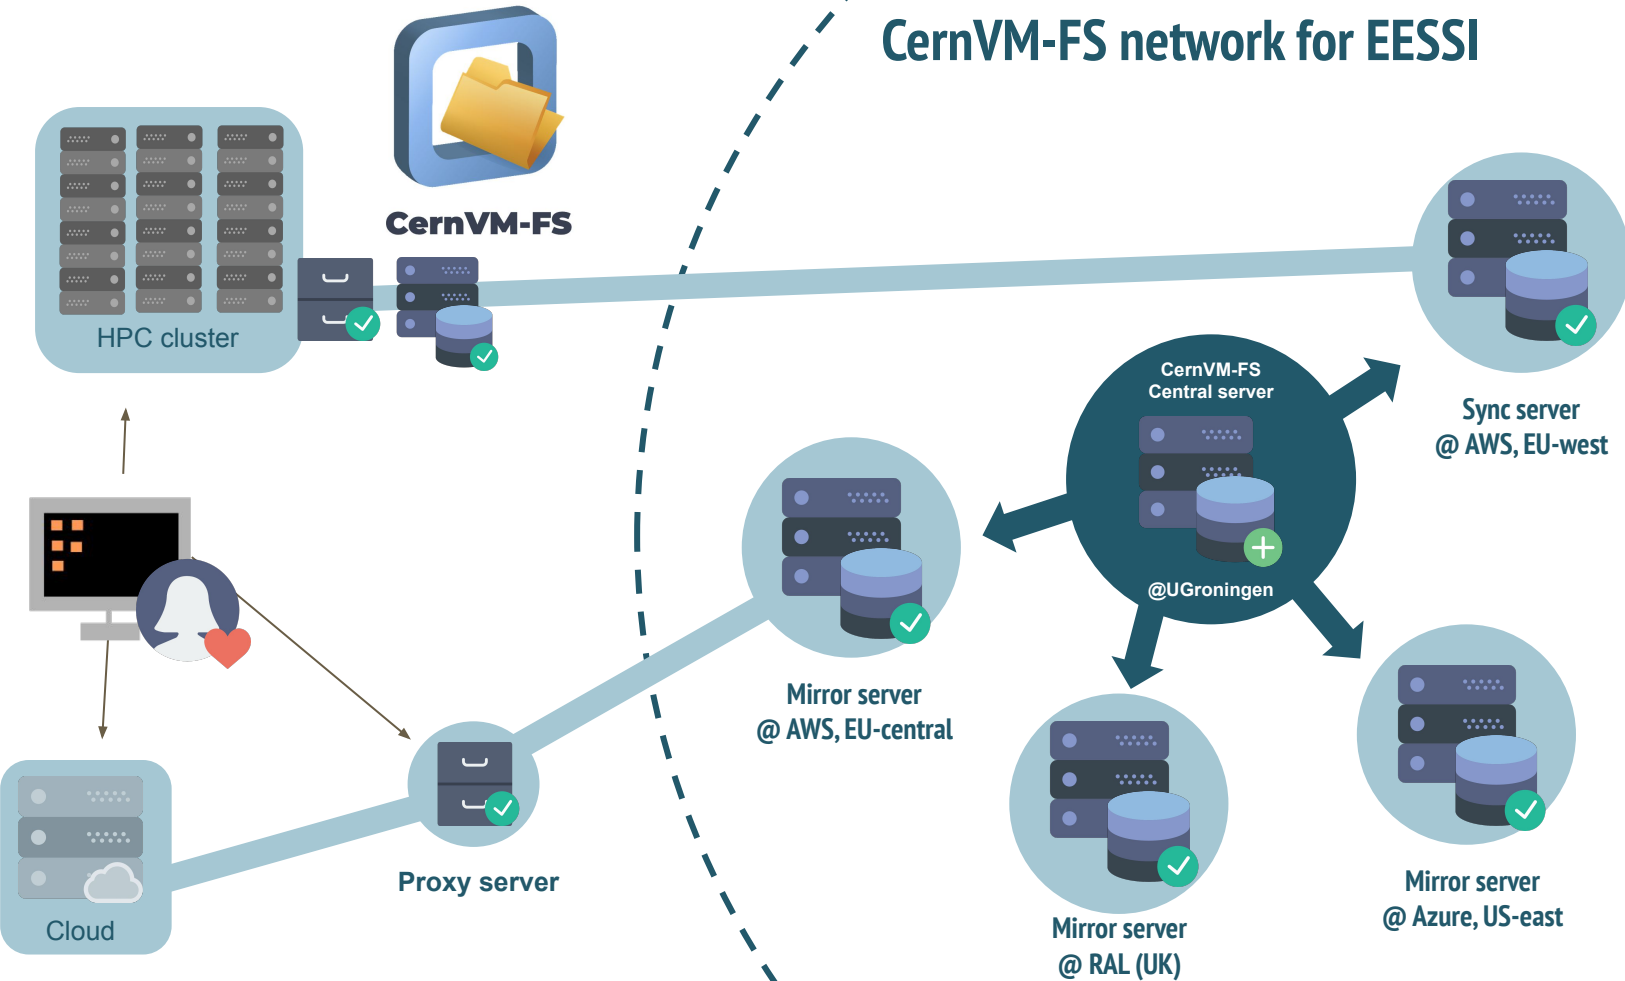 CernVM-FS network for EESSI
CernVM-FS
HPC cluster
CernVM-FS
Central server
@UGroningen
Sync server
@ AWS, EU-west
Mirror server
@ AWS, EU-central
Proxy server
Cloud
Mirror server
@ RAL (UK)
Mirror server
@ Azure, US-east